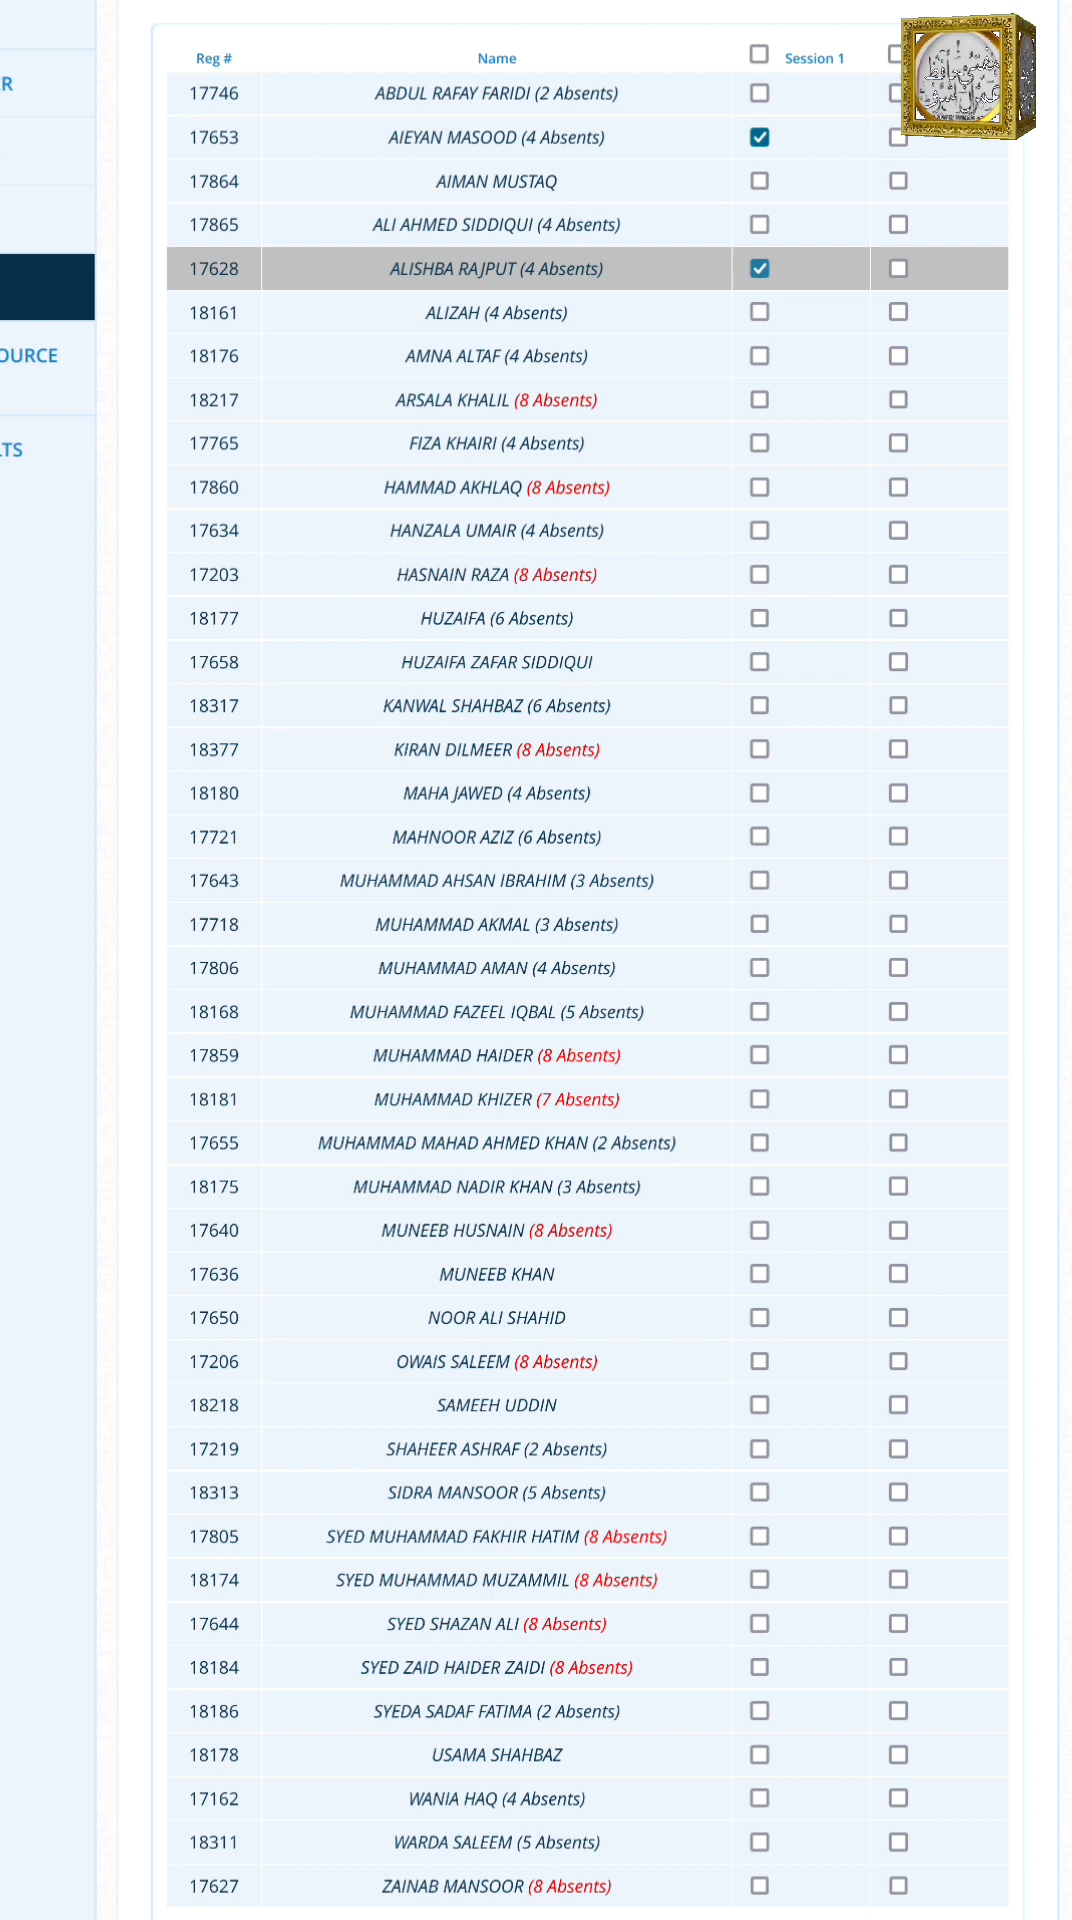 R
OURCE
LTS
Reg # Name Session 1
17746 ABDUL RAFAY FARIDI (2 Absents)
17653 AIEYAN MASOOD (4 Absents)
17864 AIMAN MUSTAQ
17865 ALI AHMED SIDDIQUI (4 Absents)
17628 ALISHBA RAJPUT (4 Absents)
18161 ALIZAH (4 Absents)
18176 AMNA ALTAF (4 Absents)
18217 ARSALA KHALIL (8 Absents)
17765 FIZA KHAIRI (4 Absents)
17860 HAMMAD AKHLAQ (8 Absents)
17634 HANZALA UMAIR (4 Absents)
17203 HASNAIN RAZA (8 Absents)
18177 HUZAIFA (6 Absents)
17658 HUZAIFA ZAFAR SIDDIQUI
18317 KANWAL SHAHBAZ (6 Absents)
18377 KIRAN DILMEER (8 Absents)
18180 MAHA JAWED (4 Absents)
17721 MAHNOOR AZIZ (6 Absents)
17643 MUHAMMAD AHSAN IBRAHIM (3 Absents)
17718 MUHAMMAD AKMAL (3 Absents)
17806 MUHAMMAD AMAN (4 Absents)
18168 MUHAMMAD FAZEEL IQBAL (5 Absents)
17859 MUHAMMAD HAIDER (8 Absents)
18181 MUHAMMAD KHIZER (7 Absents)
17655 MUHAMMAD MAHAD AHMED KHAN (2 Absents)
18175 MUHAMMAD NADIR KHAN (3 Absents)
17640 MUNEEB HUSNAIN (8 Absents)
17636 MUNEEB KHAN
17650 NOOR ALI SHAHID
17206 OWAIS SALEEM (8 Absents)
18218 SAMEEH UDDIN
17219 SHAHEER ASHRAF (2 Absents)
18313 SIDRA MANSOOR (5 Absents)
17805 SYED MUHAMMAD FAKHIR HATIM (8 Absents)
18174 SYED MUHAMMAD MUZAMMIL (8 Absents)
17644 SYED SHAZAN ALI (8 Absents)
18184 SYED ZAID HAIDER ZAIDI (8 Absents)
18186 SYEDA SADAF FATIMA (2 Absents)
18178 USAMA SHAHBAZ
17162 WANIA HAQ (4 Absents)
18311 WARDA SALEEM (5 Absents)
17627 ZAINAB MANSOOR (8 Absents)